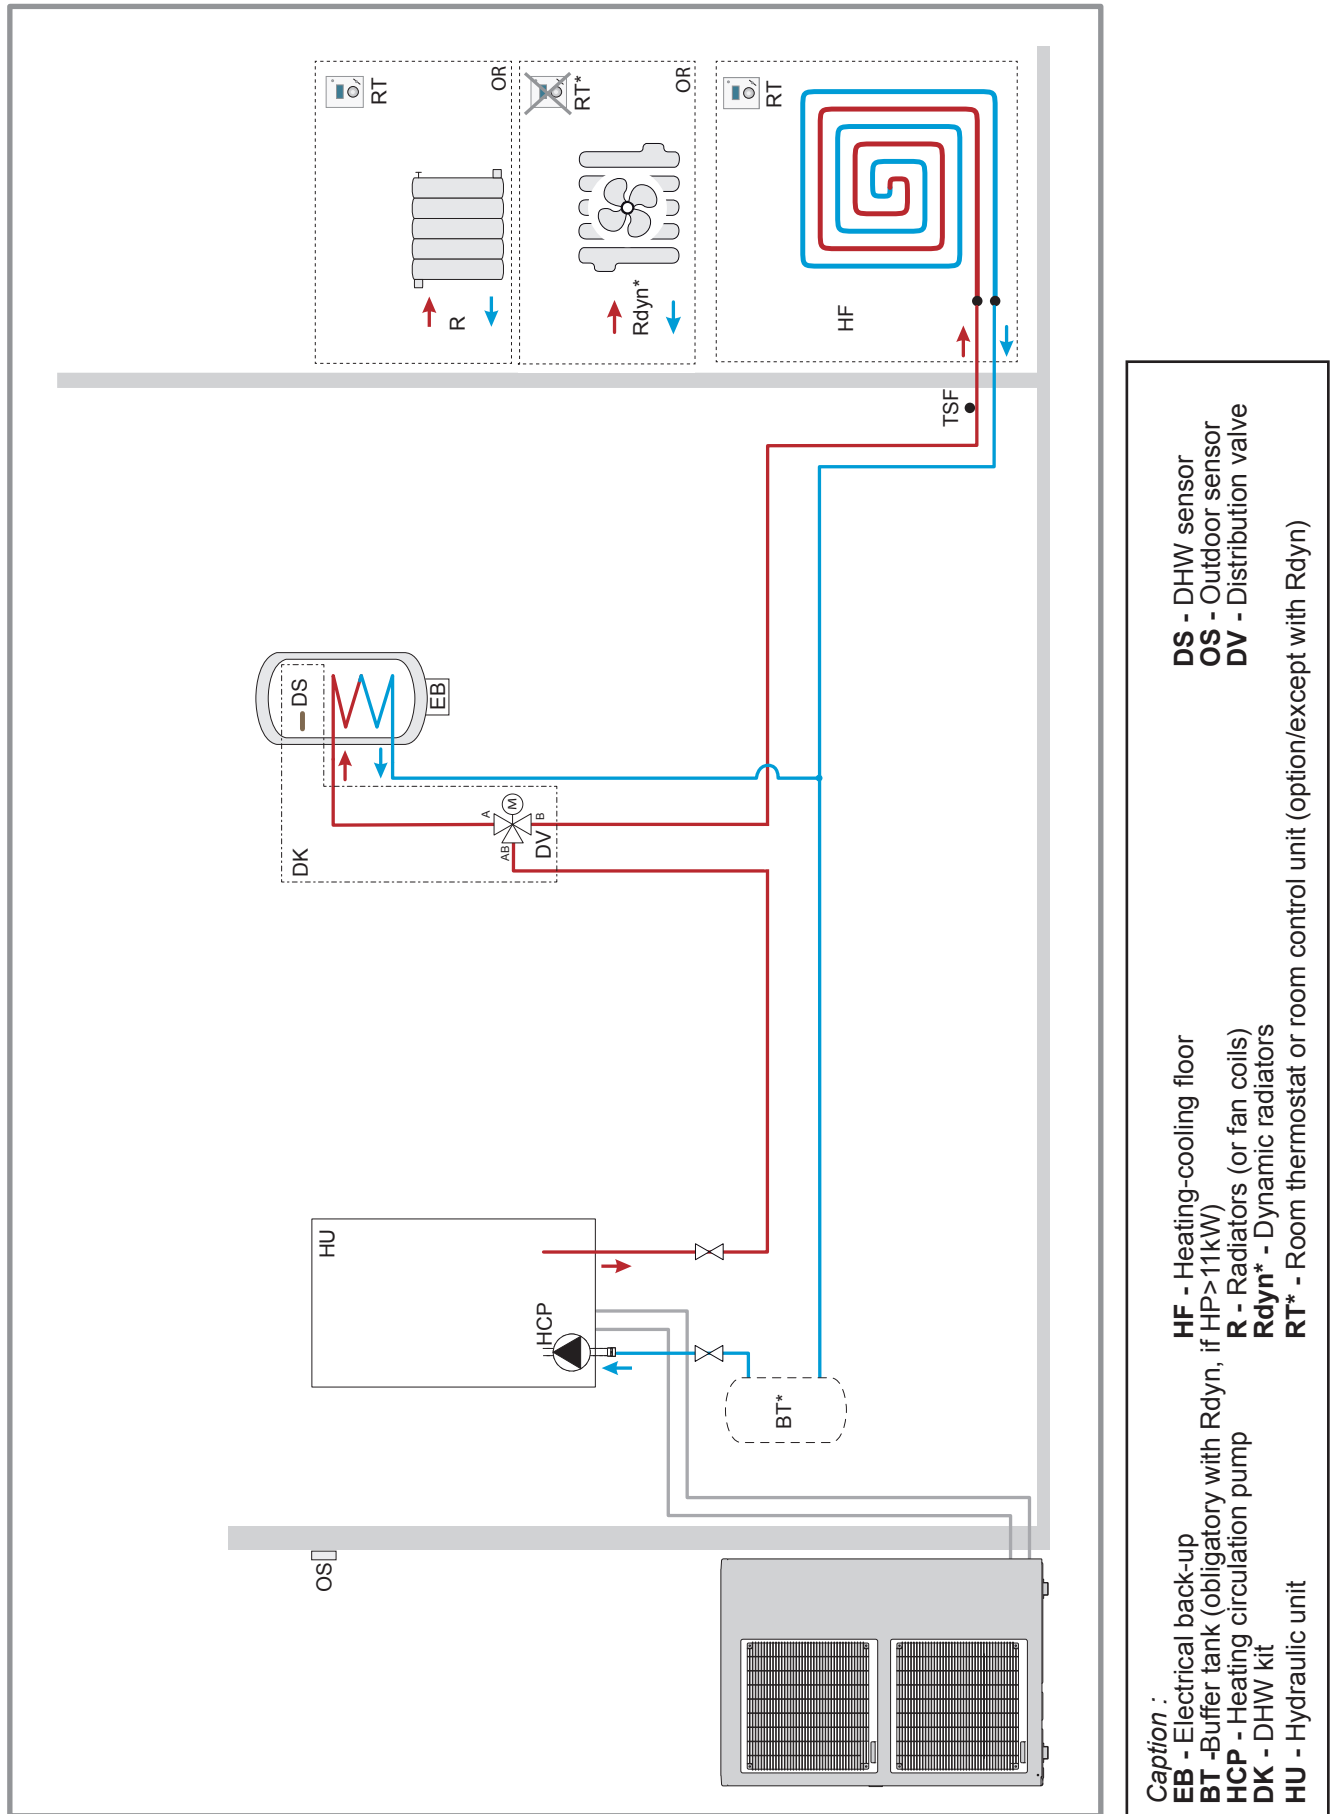 OS
HU
HCP
BT*
DK
AB
A
B
M
DV
DS
EB
TSF
RT
R
OR
RT*
Rdyn*
OR
RT
HF
Caption :
EB - Electrical back-up
BT -Buffer tank (obligatory with Rdyn, if HP>11kW)
HCP - Heating circulation pump
DK - DHW kit
HU - Hydraulic unit
HF - Heating-cooling floor
R - Radiators (or fan coils)
Rdyn* - Dynamic radiators
RT* - Room thermostat or room control unit (option/except with Rdyn)
DS - DHW sensor
OS - Outdoor sensor
DV - Distribution valve